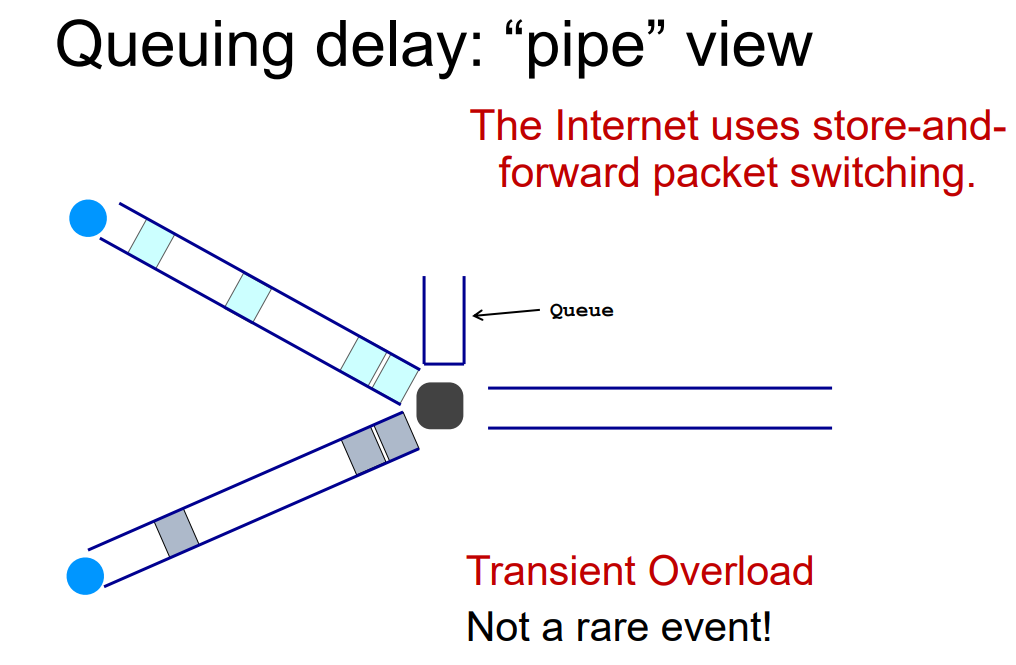 Queuing delay: “pipe” view
The Internet uses store-and-
forward packet switching.
Queue
Transient Overload
Not a rare event!